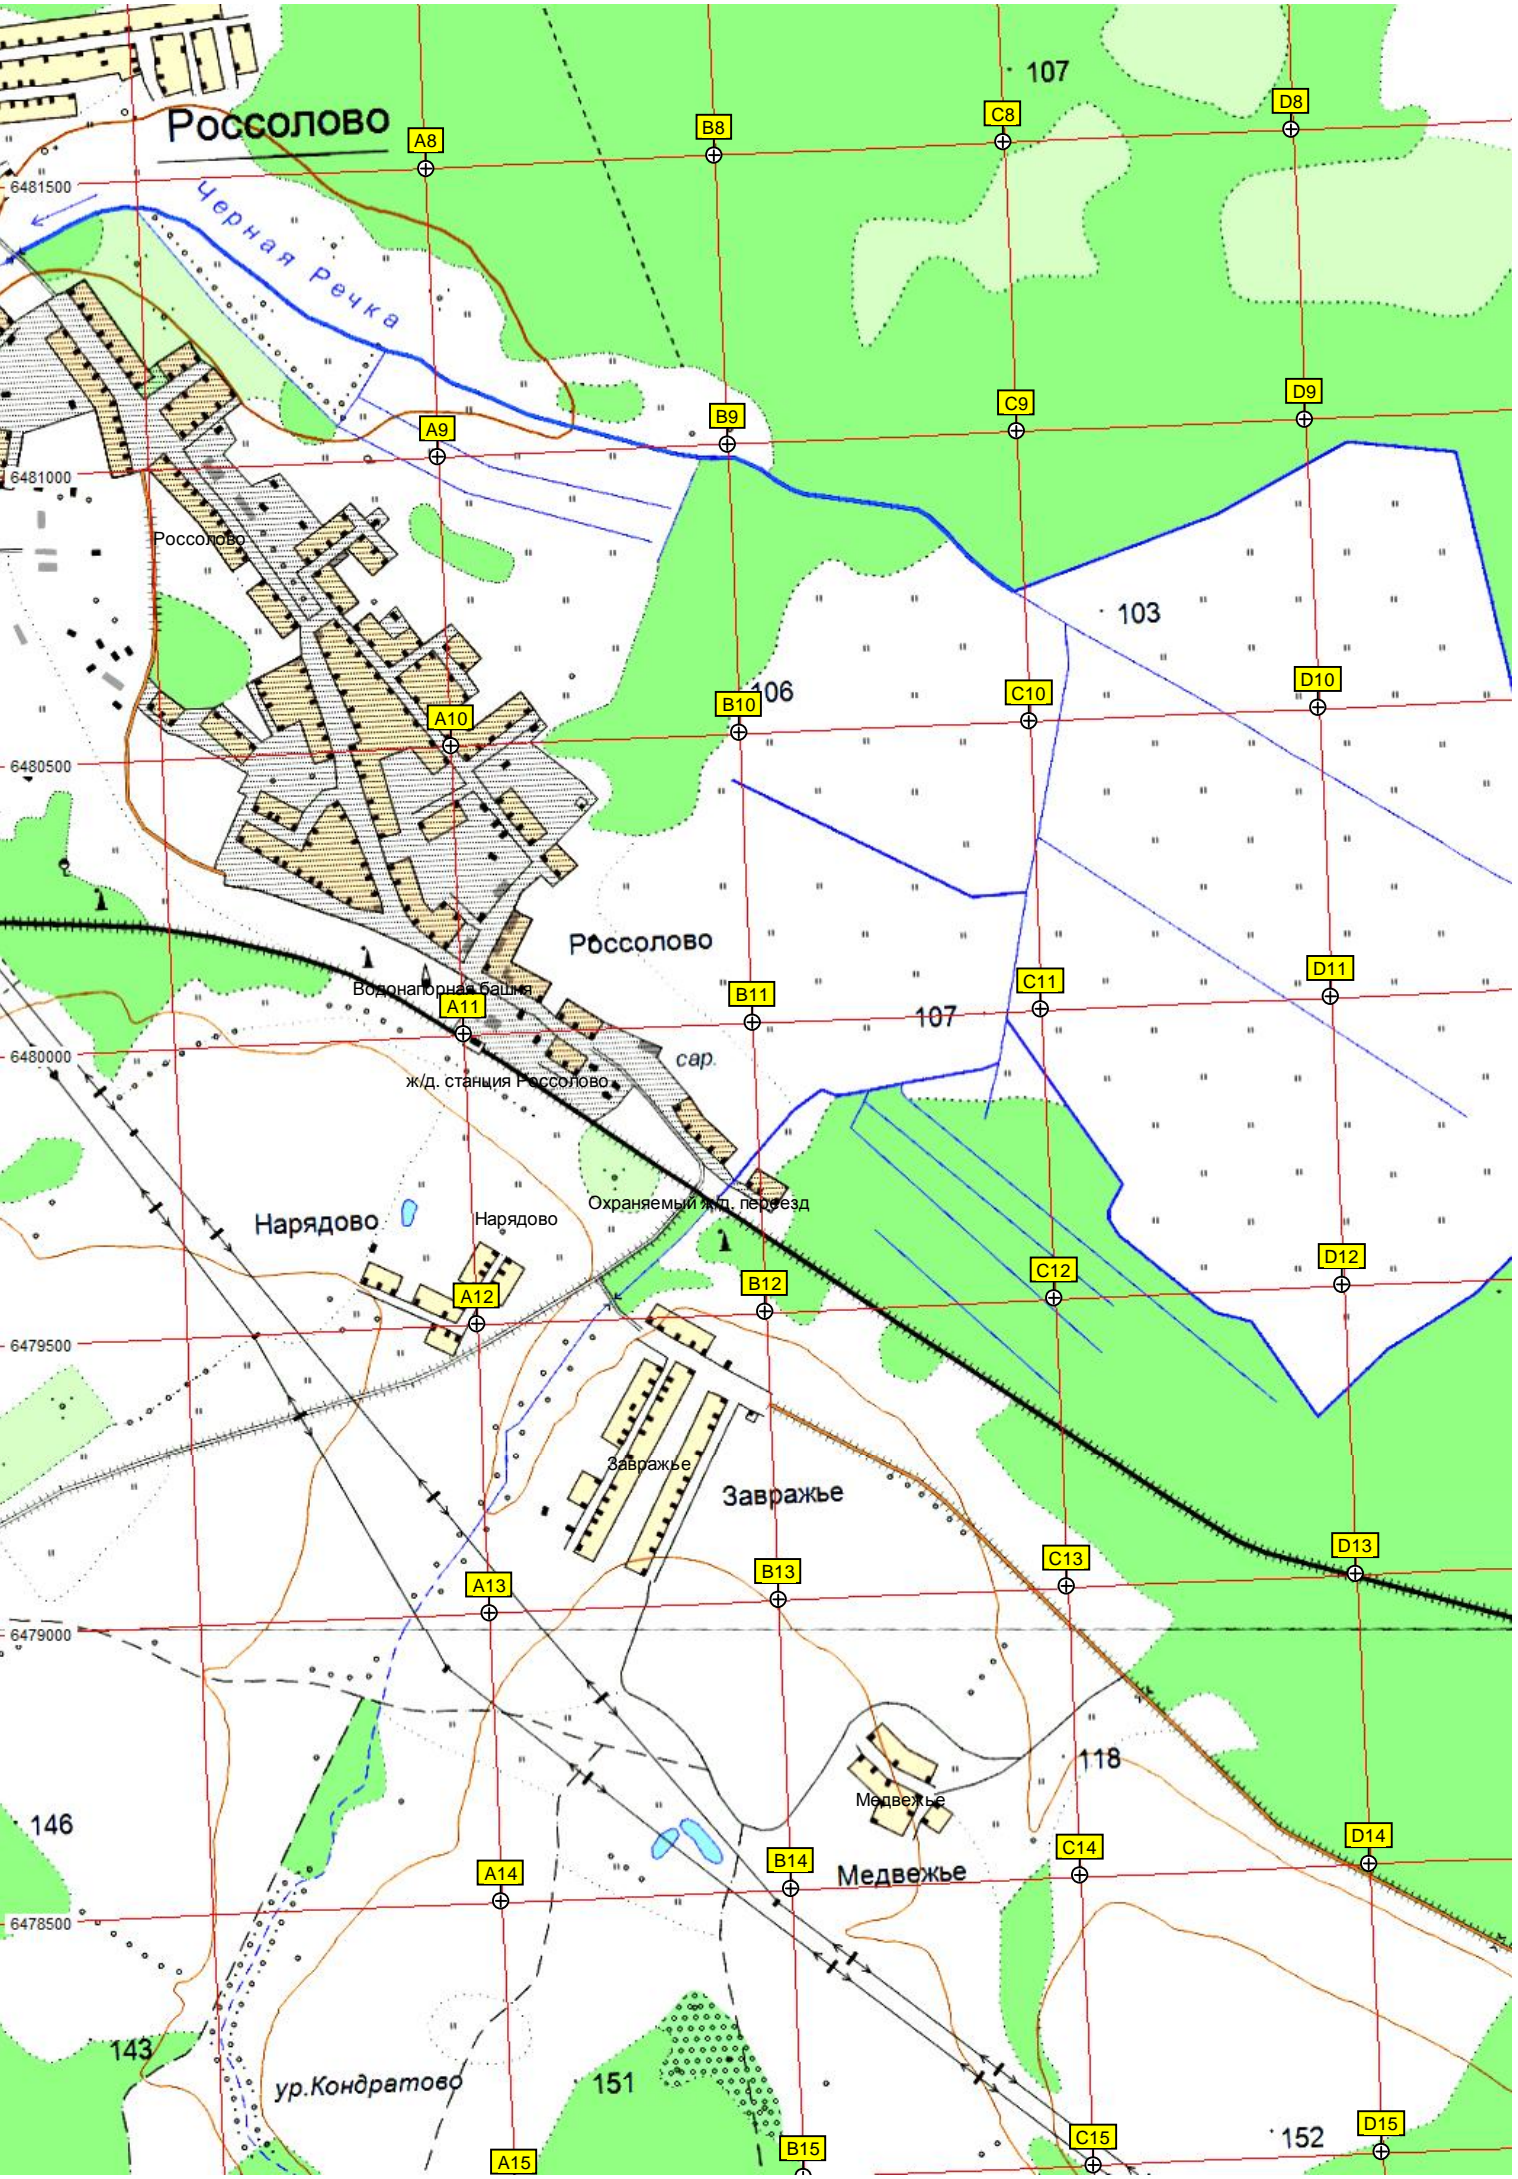 107
D8
C8
Россолово
B8
A8
6481500
Черная Речка
D9
C9
B9
A9
6481000
Россолово
103
D10
106
C10
B10
A10
6480500
Россолово
D11
C11
Водонапорная башня
B11
A11
107
6480000
сар.
ж/д. станция Россолово
Охраняемый ж/д. переезд
Нарядово
Нарядово
D12
C12
B12
A12
6479500
Завражье
Завражье
D13
C13
B13
A13
6479000
118
Медвежье
146
D14
C14
B14
A14
Медвежье
6478500
143
ур.Кондратово
151
152
D15
C15
B15
A15